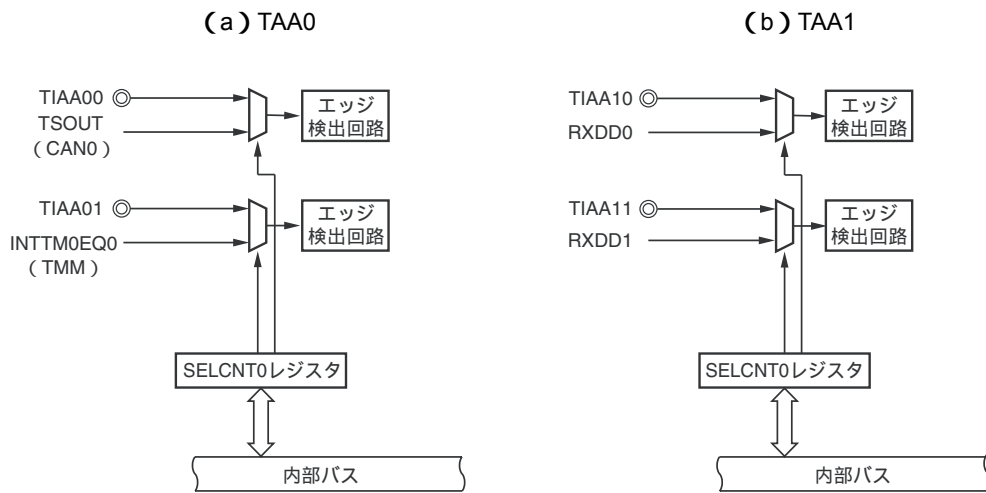 (a) TAA0
TIAA00
TSOUT
(CAN0)
エッジ
検出回路
TIAA01
INTTM0EQ0
(TMM)
エッジ
検出回路
SELCNT0レジスタ
内部バス
(b) TAA1
TIAA10
RXDD0
エッジ
検出回路
TIAA11
RXDD1
エッジ
検出回路
SELCNT0レジスタ
内部バス